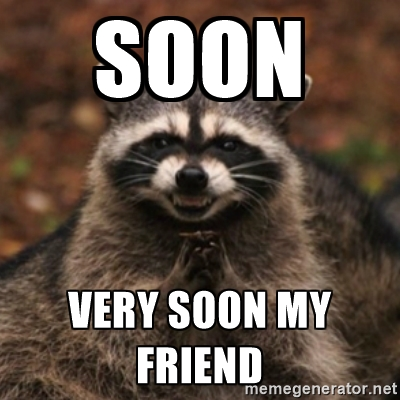 SOON
VERY SOON MY
FRIEND
memegenerator.net